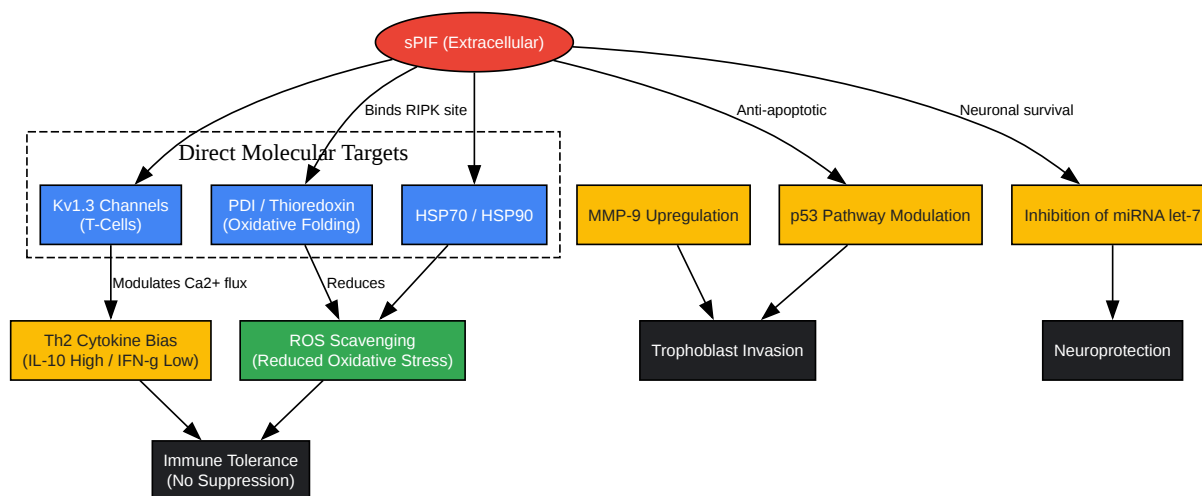 sPIF (Extracellular)
Binds RIPK site
Anti-apoptotic
Neuronal survival
Direct Molecular Targets
Kv1.3 Channels
(T-Cells)
PDI / Thioredoxin
(Oxidative Folding)
HSP70 / HSP90
MMP-9 Upregulation
p53 Pathway Modulation
Inhibition of miRNA let-7
Modulates Ca2+ flux
Reduces
Th2 Cytokine Bias
(IL-10 High / IFN-g Low)
ROS Scavenging
(Reduced Oxidative Stress)
Trophoblast Invasion
Neuroprotection
Immune Tolerance
(No Suppression)